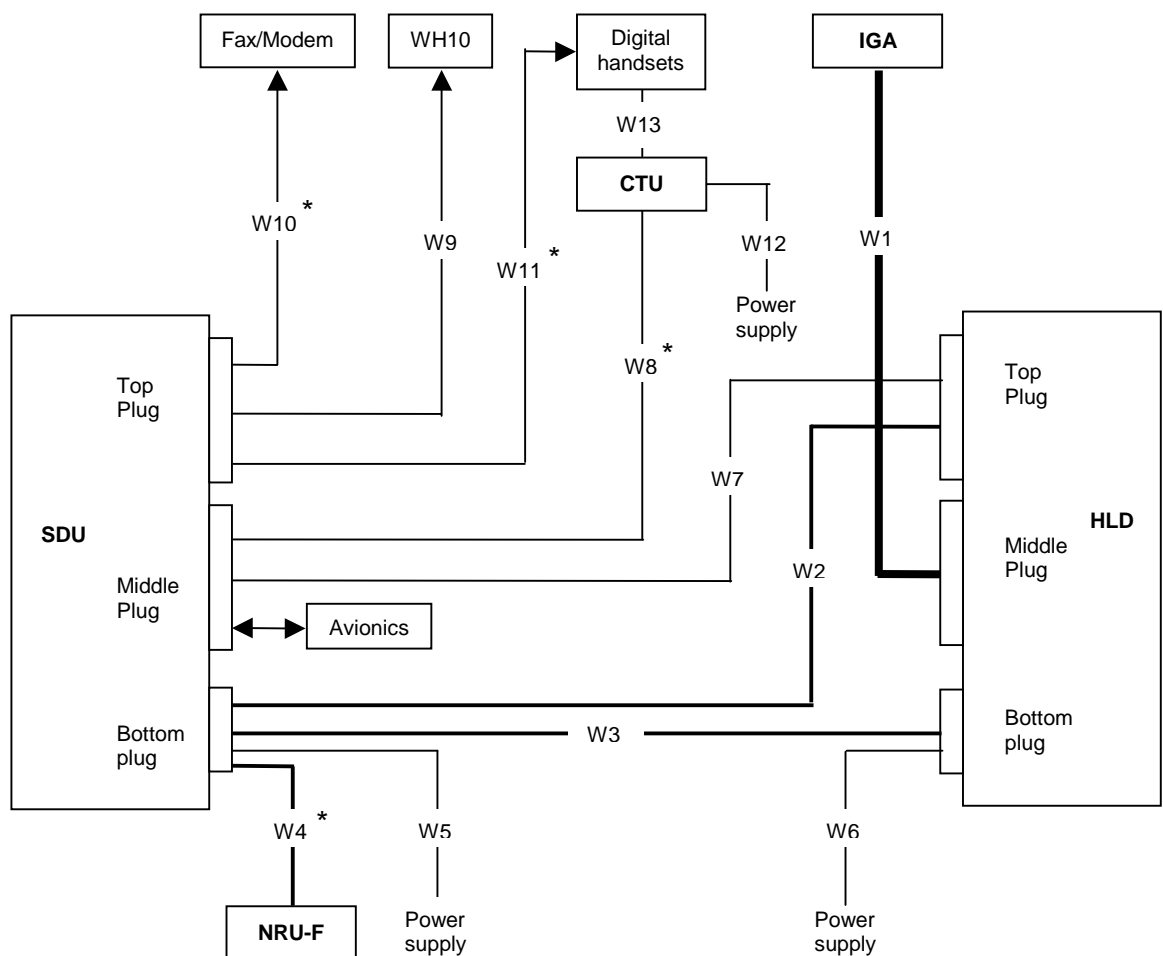 Fax/Modem
WH10
Digital
handsets
IGA
W13
CTU
W10 *
W9
W11 *
W12
W1
Power
supply
W8 *
Top
Plug
Top
Plug
W7
SDU
HLD
Middle
Plug
W2
Middle
Plug
Avionics
Bottom
plug
W3
Bottom
plug
W4 *
W5
W6
NRU-F
Power
supply
Power
supply